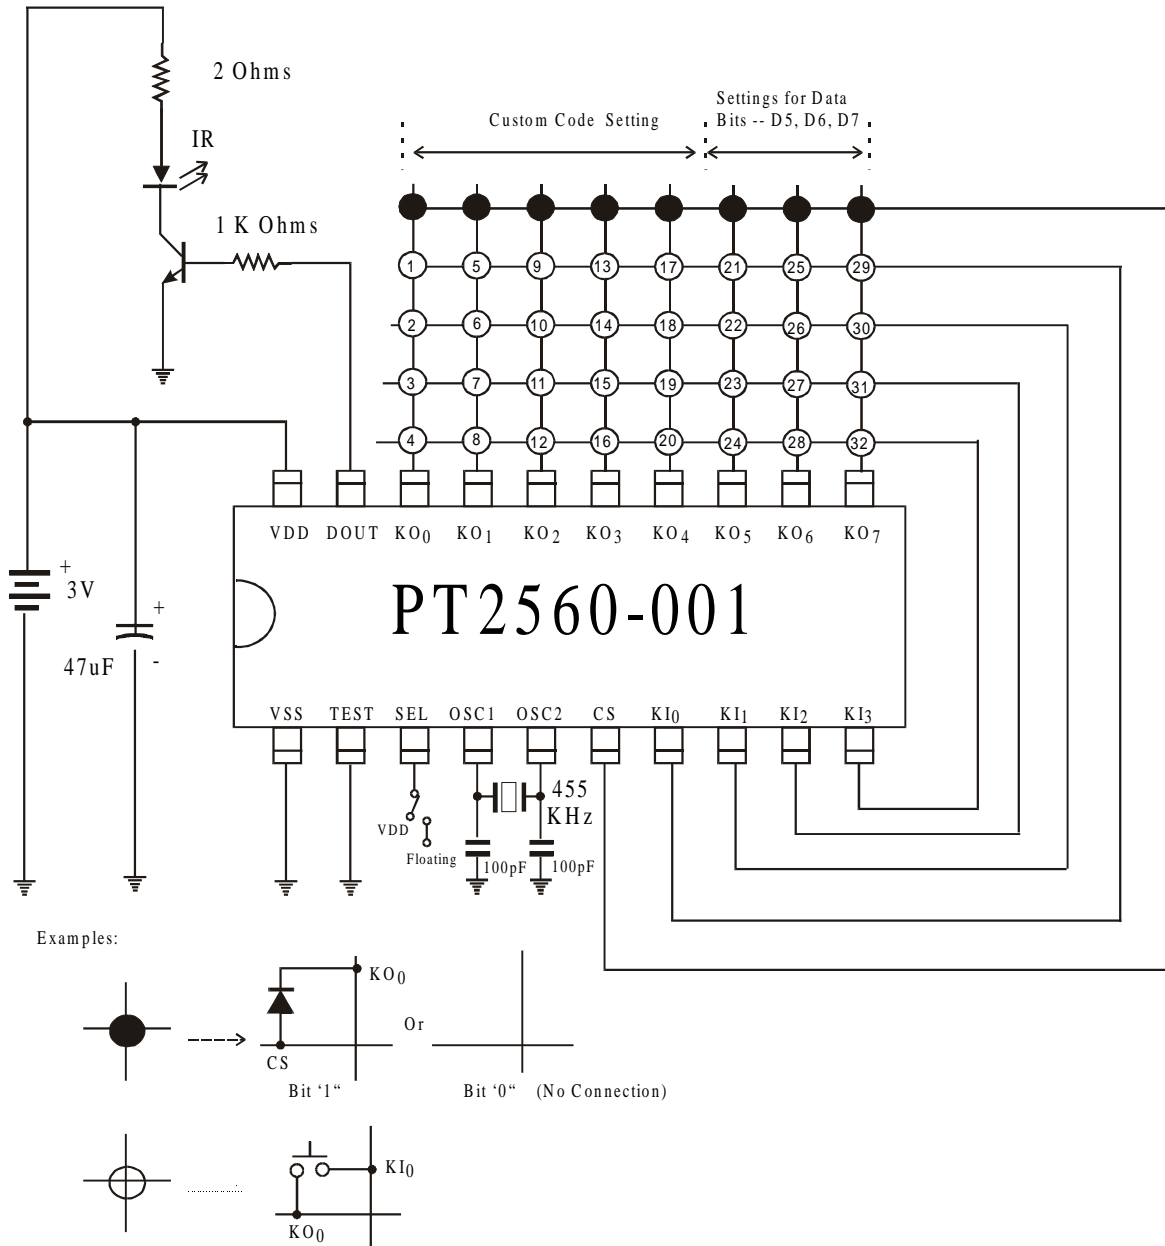 2 Ohms
Settings for Data
Bits -- D5, D6, D7
Custom Code Setting
IR
1 K Ohms
1 5 9 13 17 21 25 29
2 6 10 14 18 22 26 30
3 7 11 15 19 23 27 31
4 8 12 16 20 24 28 32
VDD DOUT KO0 KO1 KO2 KO3 KO4 KO5 KO6 KO7
+
3V
PT2560-001
+
47uF
-
VSS TEST SEL OSC1 OSC2 CS KI0 KI1 KI2 KI3
455
KHz
VDD
Floating
100pF 100pF
Examples:
KO0
Or
CS
Bit ‘1“ Bit ‘0“ (No Connection)
KI0
KO0